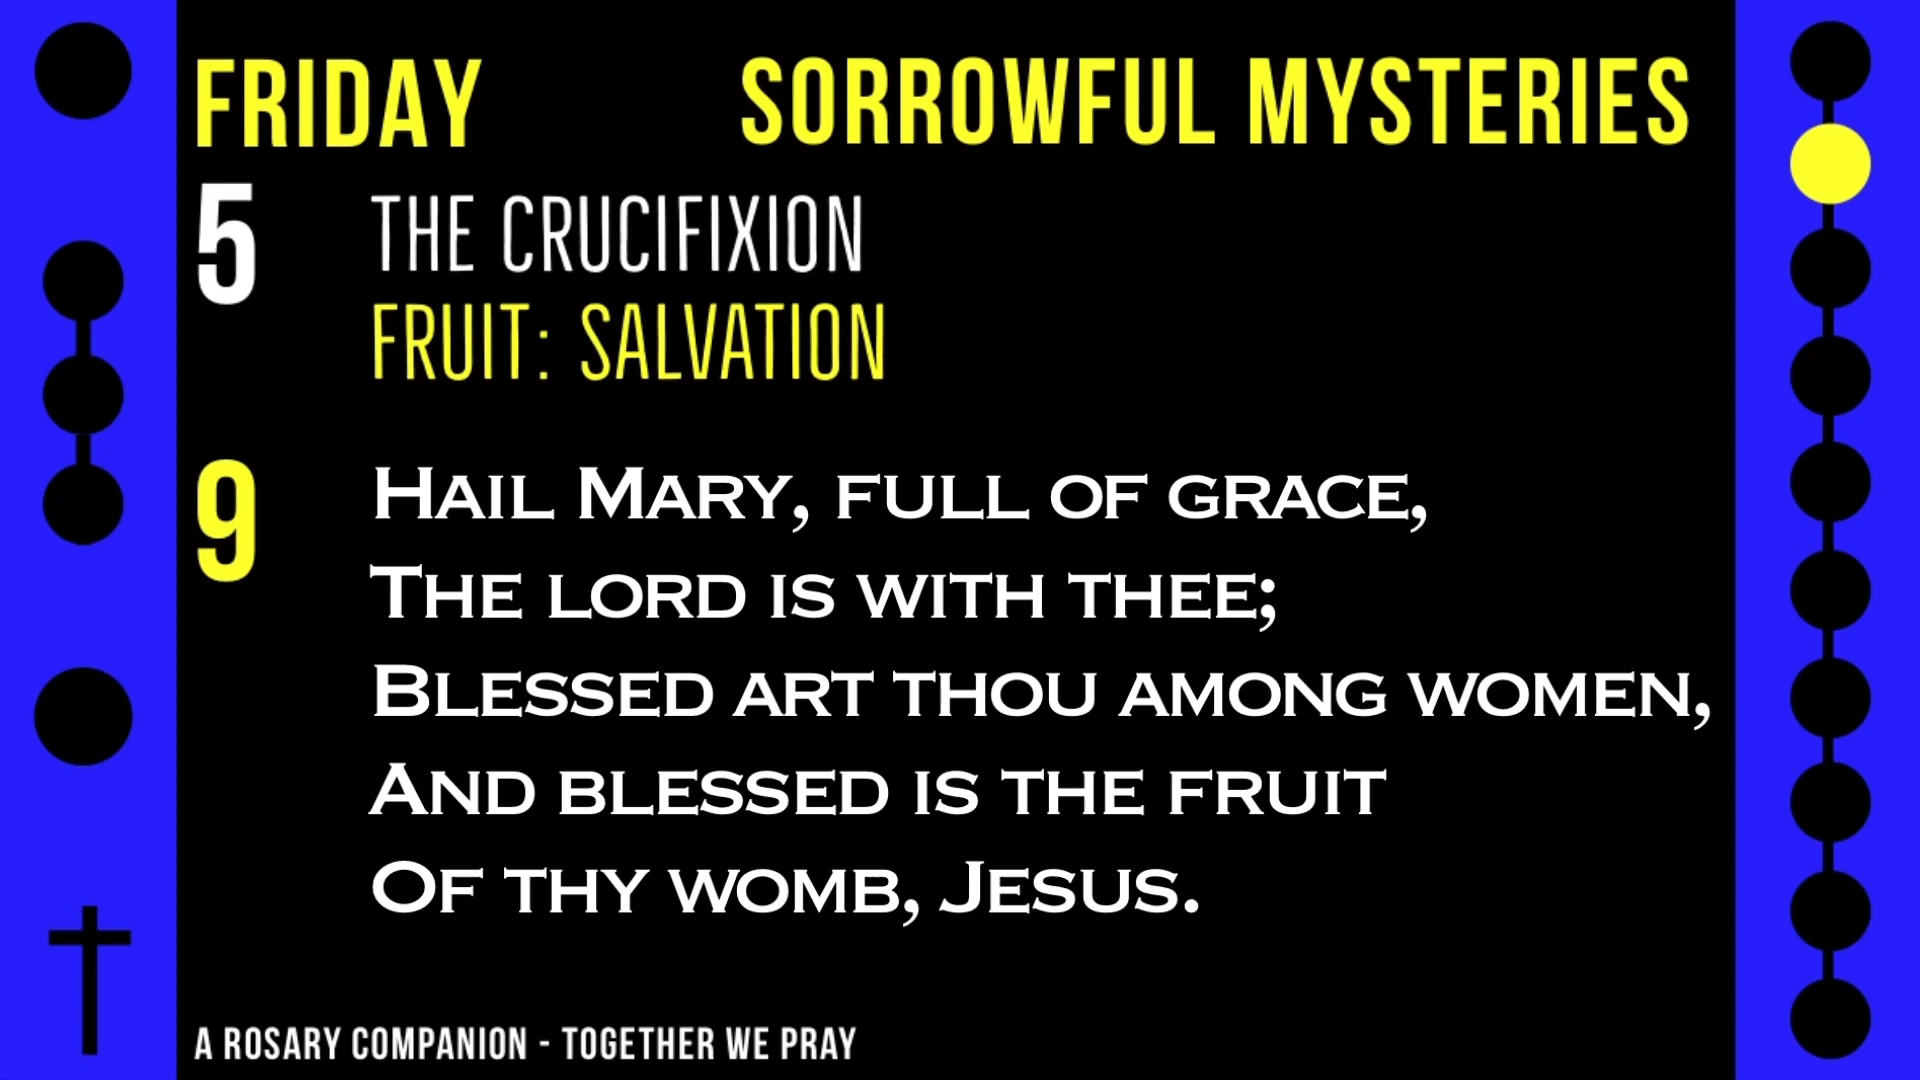 FRIDAY SORROWFUL MYSTERIES
5 THE CRUCIFIXION
FRUIT: SALVATION
9 HAIL MARY, FULL OF GRACE,
THE LORD IS WITH THEE;
BLESSED ART THOU AMONG WOMEN,
AND BLESSED IS THE FRUIT
OF THY WOMB, JESUS.
A ROSARY COMPANION - TOGETHER WE PRAY